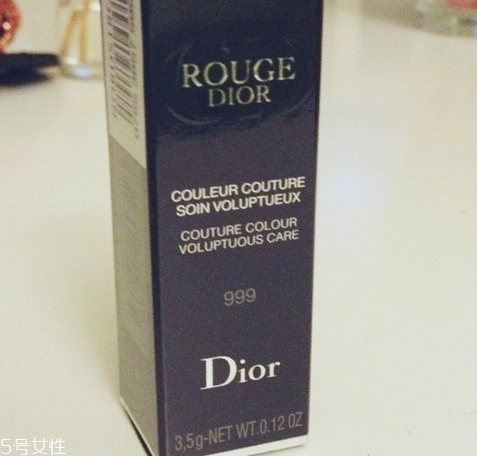 ROUGE
DIOR
COULEUR COUTURE
SOIN VOLUPTUEUX
COUTURE COLOUR
VOLUPTUOUS CARE
999
Dior
3,5g-NET WT.0.12 OZ
5号女性